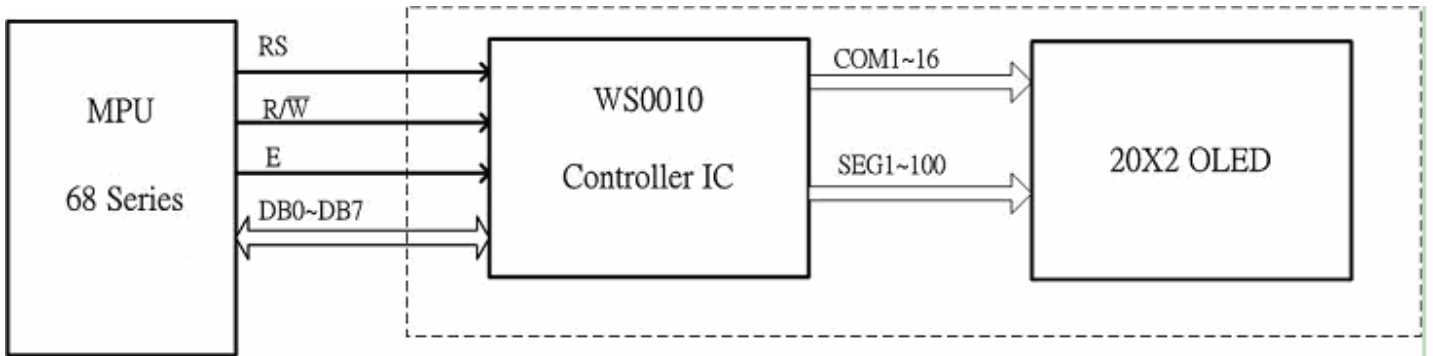 MPU
68 Series
RS
R/W̅
E
DB0~DB7
WS0010
Controller IC
COM1~16
SEG1~100
20X2 OLED